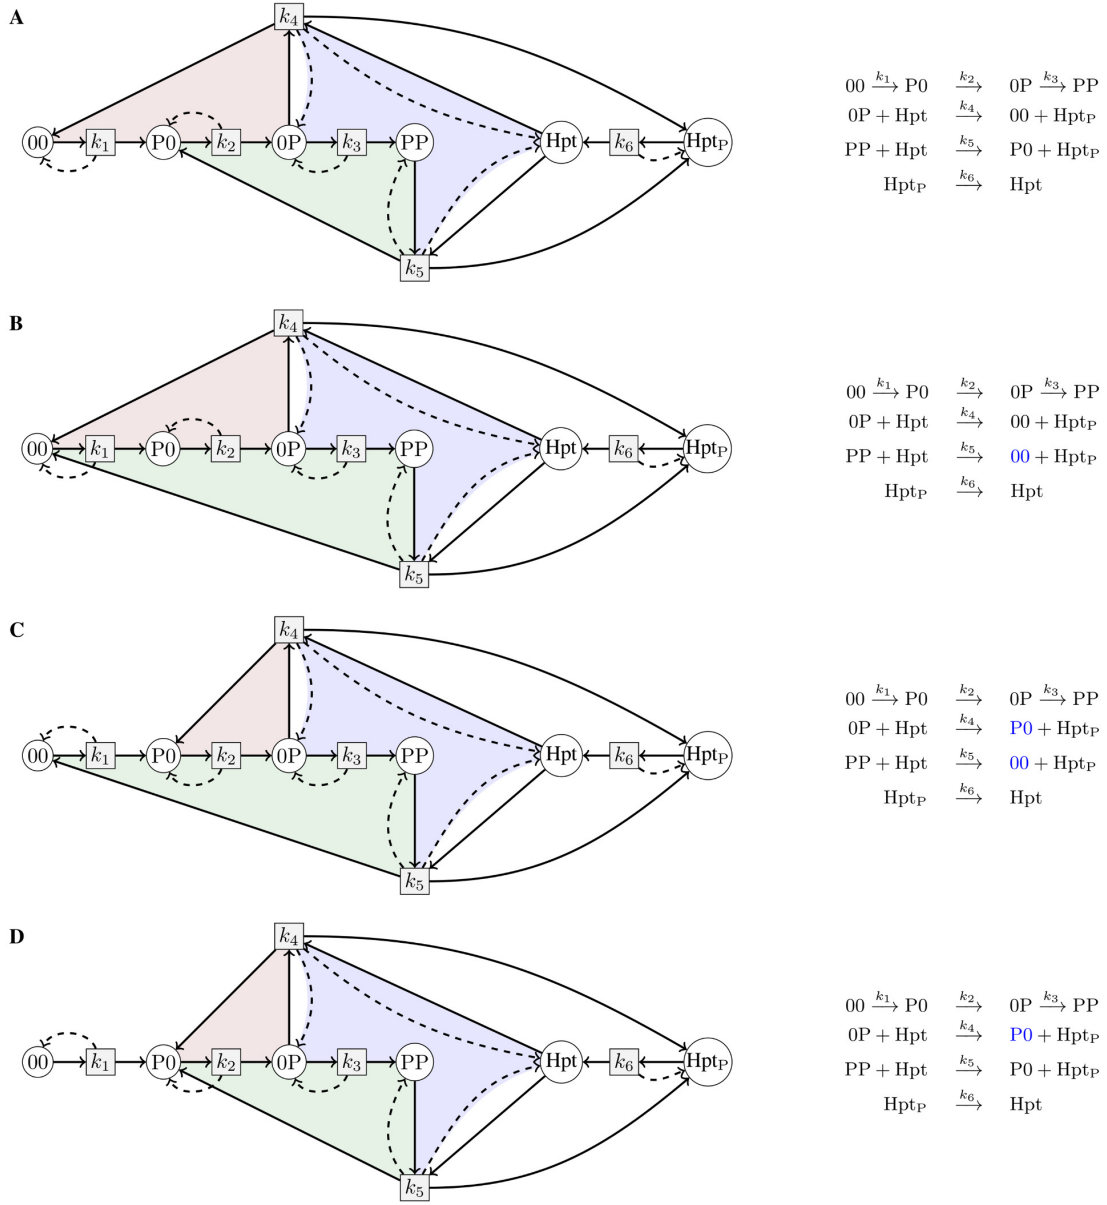 A
k₄
00 k₁ P0 k₂ 0P k₃ PP Hpt k₆ Hptₚ
k₅
00 —k₁→ P0 —k₂→ 0P —k₃→ PP
0P + Hpt —k₄→ 00 + Hptₚ
PP + Hpt —k₅→ P0 + Hptₚ
Hptₚ —k₆→ Hpt
B
k₄
00 k₁ P0 k₂ 0P k₃ PP Hpt k₆ Hptₚ
k₅
00 —k₁→ P0 —k₂→ 0P —k₃→ PP
0P + Hpt —k₄→ 00 + Hptₚ
PP + Hpt —k₅→ 00 + Hptₚ
Hptₚ —k₆→ Hpt
C
k₄
00 k₁ P0 k₂ 0P k₃ PP Hpt k₆ Hptₚ
k₅
00 —k₁→ P0 —k₂→ 0P —k₃→ PP
0P + Hpt —k₄→ P0 + Hptₚ
PP + Hpt —k₅→ 00 + Hptₚ
Hptₚ —k₆→ Hpt
D
k₄
00 k₁ P0 k₂ 0P k₃ PP Hpt k₆ Hptₚ
k₅
00 —k₁→ P0 —k₂→ 0P —k₃→ PP
0P + Hpt —k₄→ P0 + Hptₚ
PP + Hpt —k₅→ P0 + Hptₚ
Hptₚ —k₆→ Hpt